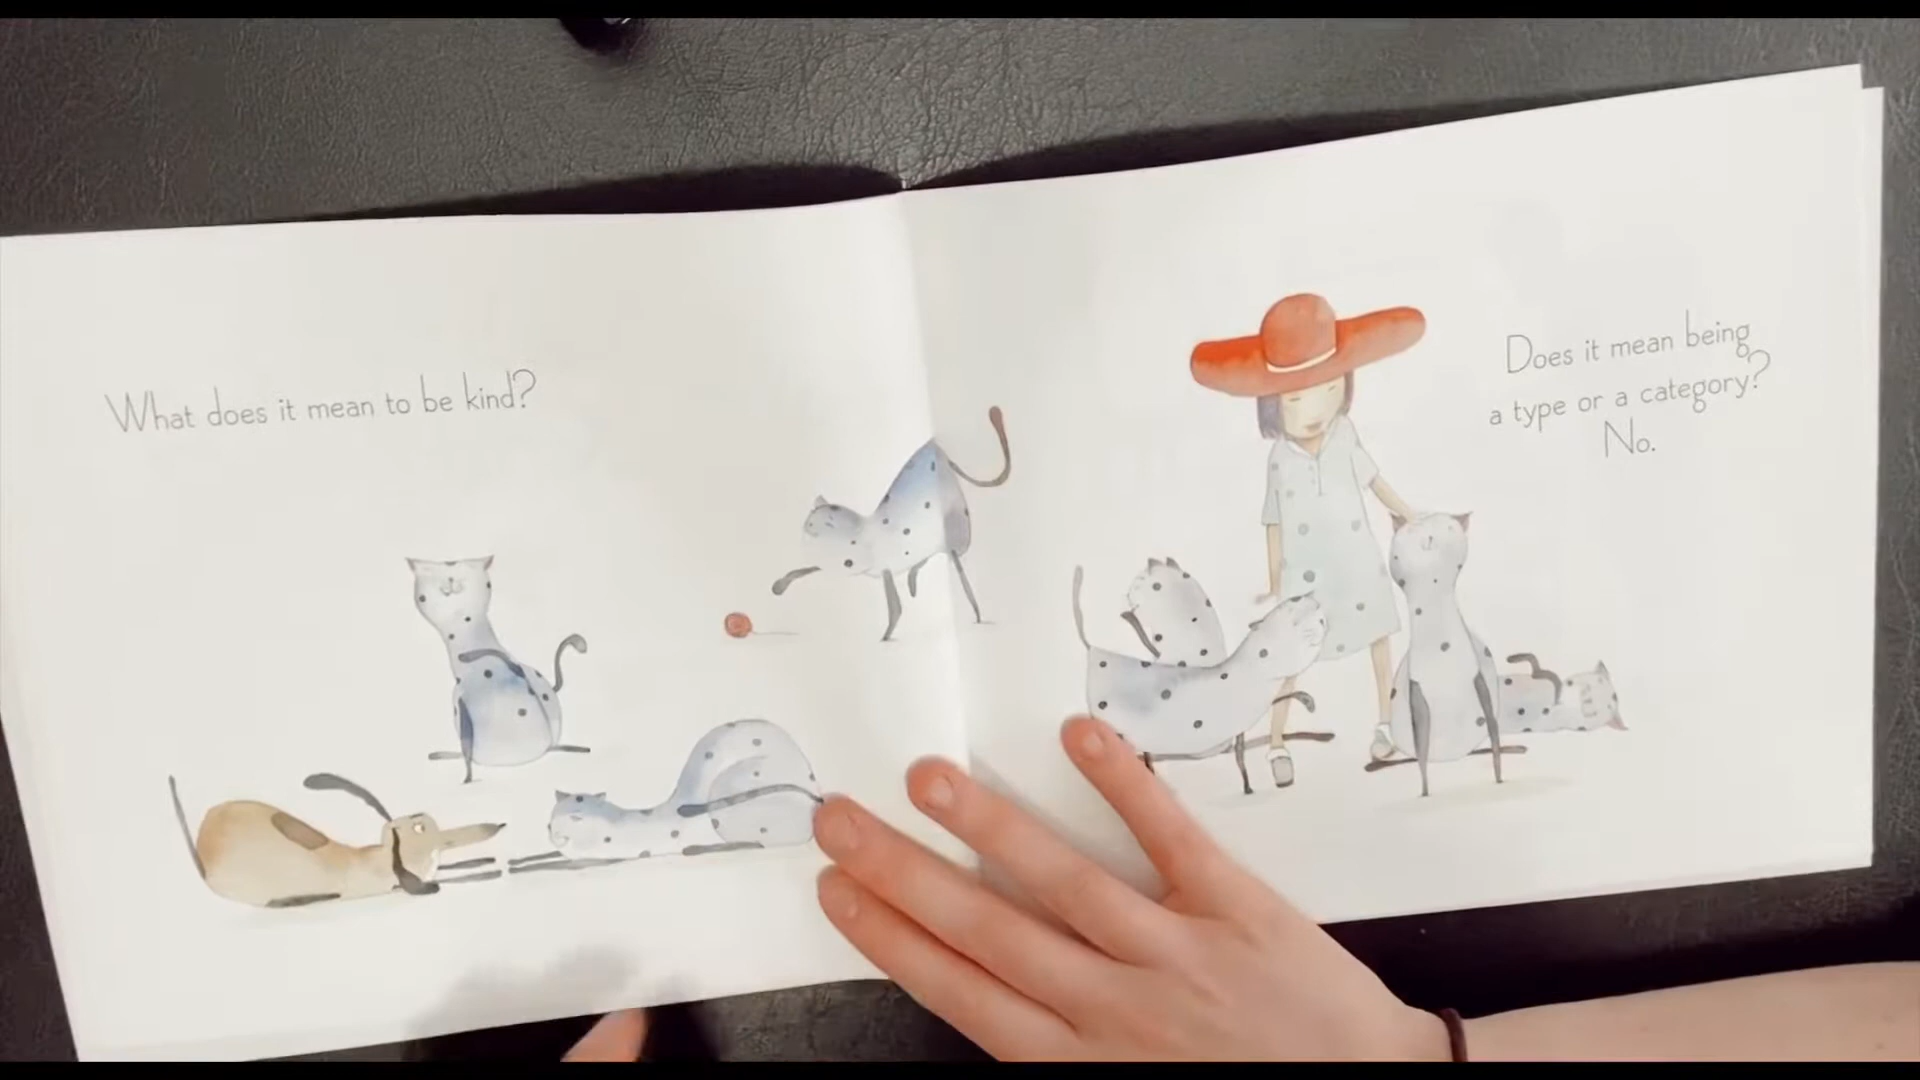 What does it mean to be kind?
Does it mean being
a type or a category?
No.